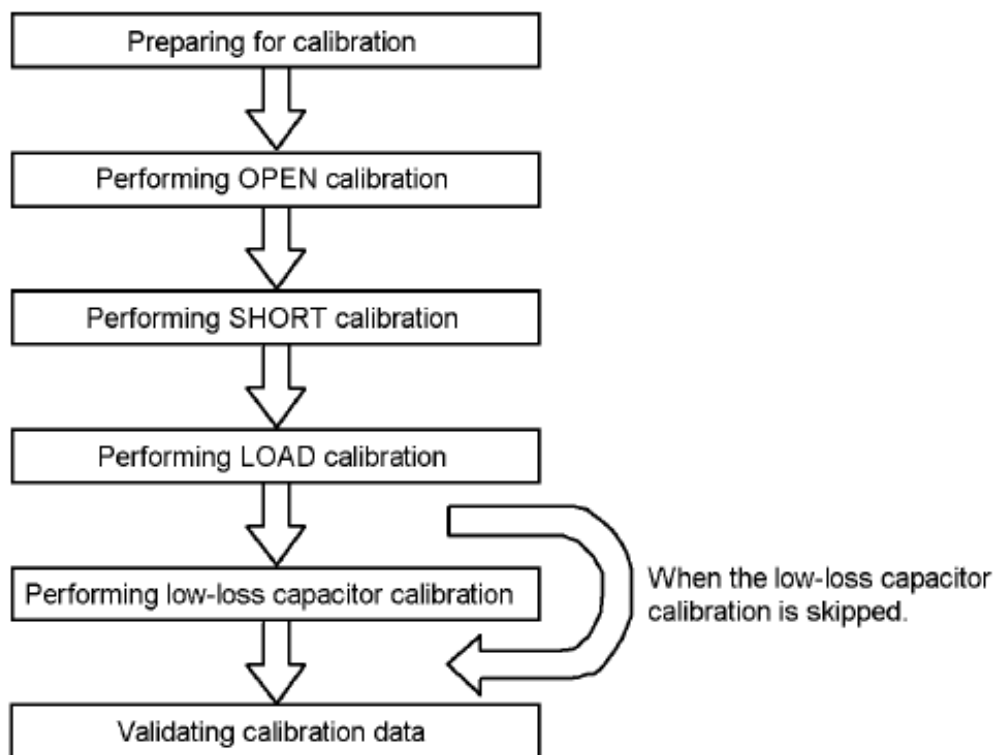 Preparing for calibration
Performing OPEN calibration
Performing SHORT calibration
Performing LOAD calibration
Performing low-loss capacitor calibration
When the low-loss capacitor
calibration is skipped.
Validating calibration data